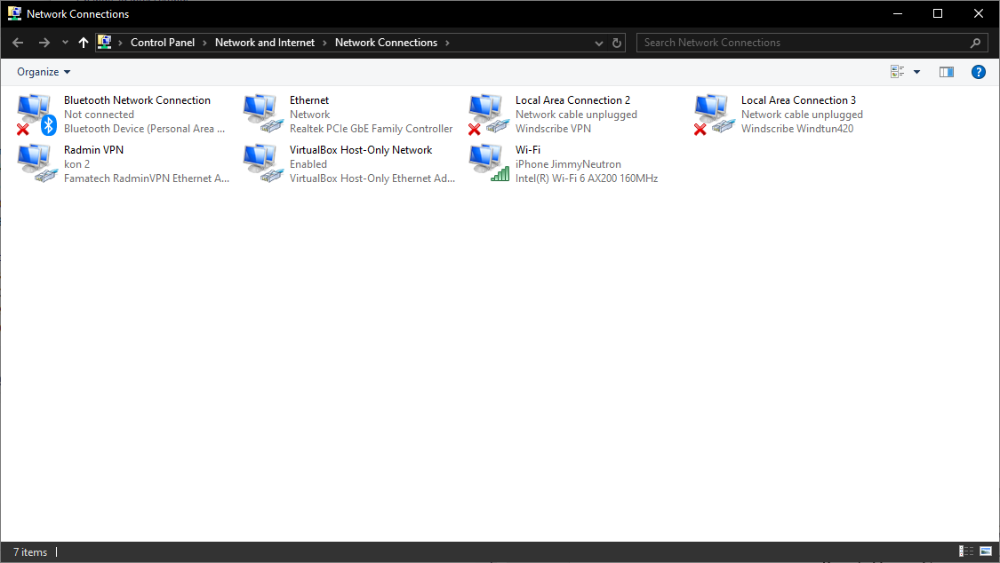 Network Connections
Control Panel > Network and Internet > Network Connections >
Search Network Connections
Organize
Bluetooth Network Connection
Not connected
Bluetooth Device (Personal Area ...
Ethernet
Network
Realtek PCIe GbE Family Controller
Local Area Connection 2
Network cable unplugged
Windscribe VPN
Local Area Connection 3
Network cable unplugged
Windscribe Windtun420
Radmin VPN
kon 2
Famatech RadminVPN Ethernet A...
VirtualBox Host-Only Network
Enabled
VirtualBox Host-Only Ethernet Ad...
Wi-Fi
iPhone JimmyNeutron
Intel(R) Wi-Fi 6 AX200 160MHz
7 items